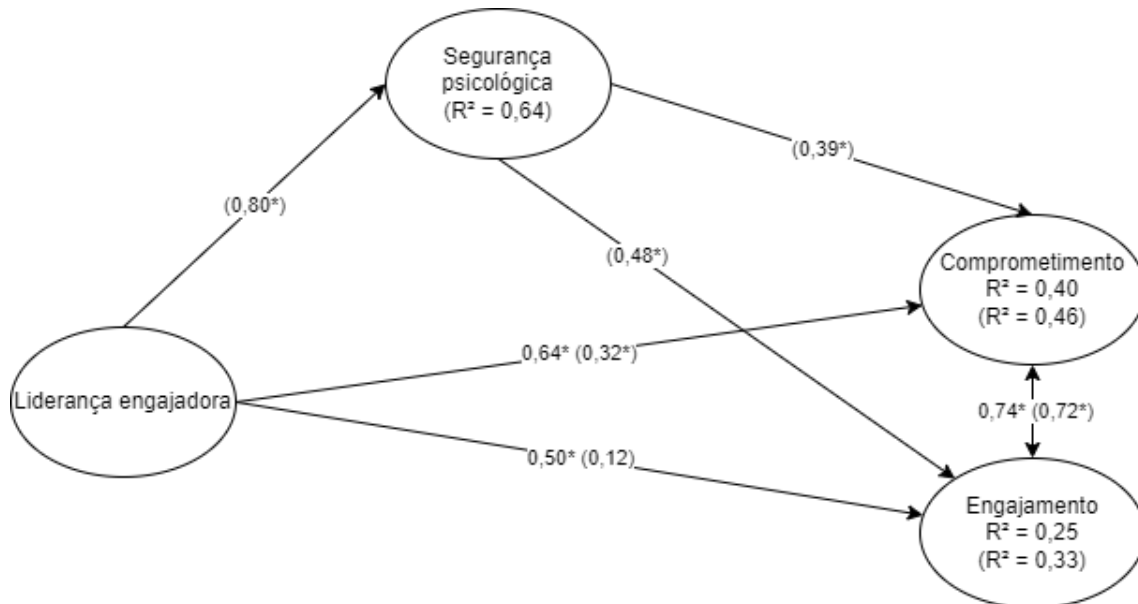 Segurança
psicológica
(R² = 0,64)
(0,39*)
(0,80*)
(0,48*)
Comprometimento
R² = 0,40
(R² = 0,46)
0,64* (0,32*)
Liderança engajadora
0,74* (0,72*)
0,50* (0,12)
Engajamento
R² = 0,25
(R² = 0,33)